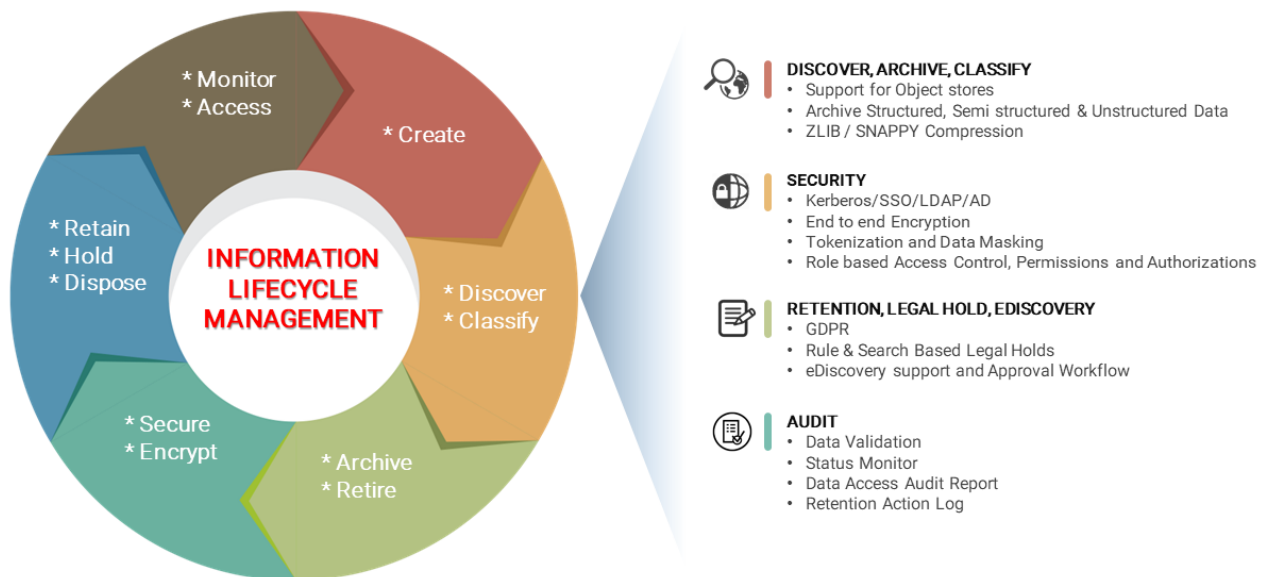 * Monitor
* Access
* Create
* Retain
* Hold
* Dispose
INFORMATION
LIFECYCLE
MANAGEMENT
* Discover
* Classify
* Secure
* Encrypt
* Archive
* Retire
DISCOVER, ARCHIVE, CLASSIFY
• Support for Object stores
• Archive Structured, Semi structured & Unstructured Data
• ZLIB / SNAPPY Compression
SECURITY
• Kerberos/SSO/LDAP/AD
• End to end Encryption
• Tokenization and Data Masking
• Role based Access Control, Permissions and Authorizations
RETENTION, LEGAL HOLD, EDISCOVERY
• GDPR
• Rule & Search Based Legal Holds
• eDiscovery support and Approval Workflow
AUDIT
• Data Validation
• Status Monitor
• Data Access Audit Report
• Retention Action Log